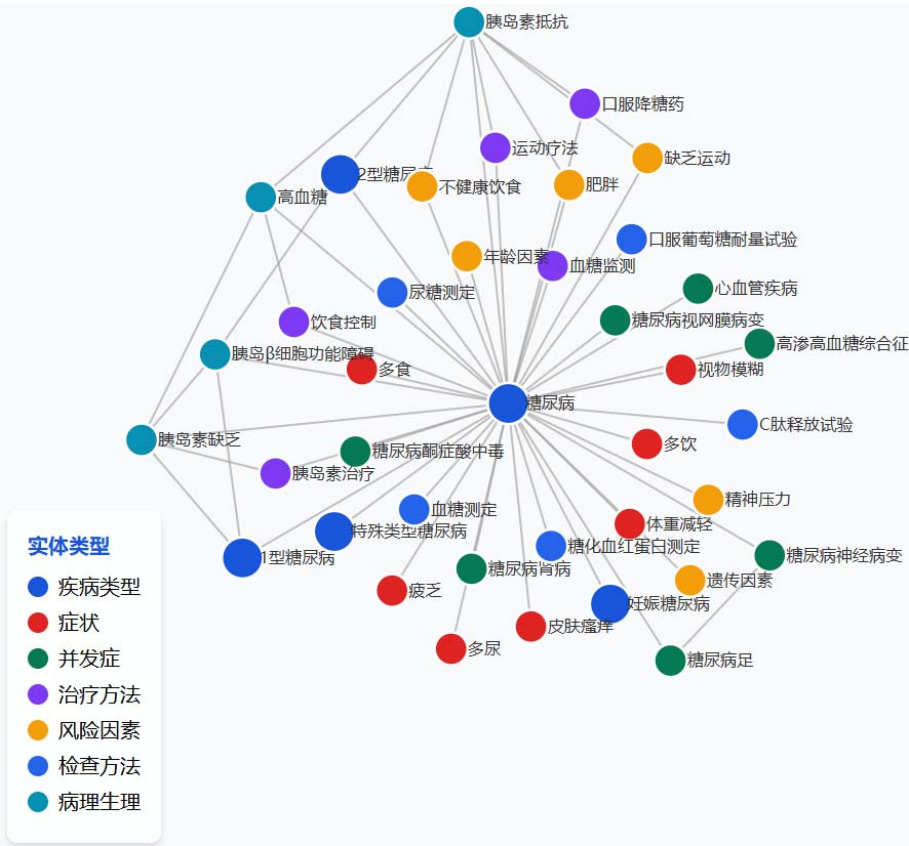 胰岛素抵抗
口服降糖药
运动疗法
缺乏运动
2型糖尿病
不健康饮食
肥胖
高血糖
口服葡萄糖耐量试验
年龄因素
血糖监测
尿糖测定
心血管疾病
饮食控制
糖尿病视网膜病变
高渗高血糖综合征
胰岛β细胞功能障碍
多食
视物模糊
糖尿病
C肽释放试验
胰岛素缺乏
糖尿病酮症酸中毒
多饮
胰岛素治疗
精神压力
血糖测定
特殊类型糖尿病
体重减轻
糖化血红蛋白测定
糖尿病神经病变
1型糖尿病
糖尿病肾病
遗传因素
疲乏
妊娠糖尿病
皮肤瘙痒
多尿
糖尿病足
实体类型
疾病类型
症状
并发症
治疗方法
风险因素
检查方法
病理生理